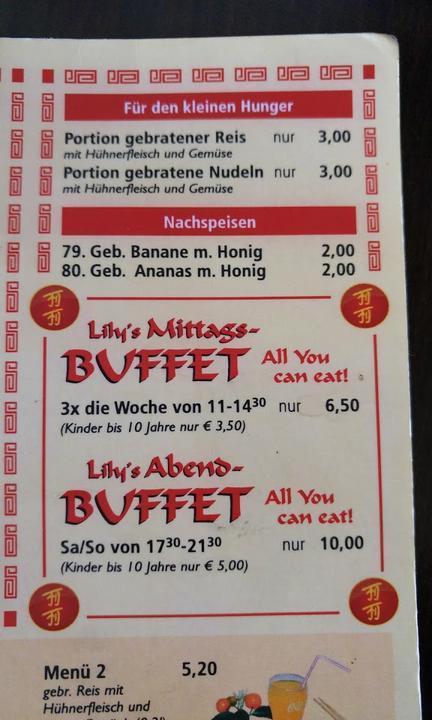 Für den kleinen Hunger
Portion gebratener Reis nur 3,00
mit Hühnerfleisch und Gemüse
Portion gebratene Nudeln nur 3,00
mit Hühnerfleisch und Gemüse
Nachspeisen
79. Geb. Banane m. Honig 2,00
80. Geb. Ananas m. Honig 2,00
Lily's Mittags-
BUFFET All You
can eat!
3x die Woche von 11-14³⁰ nur 6,50
(Kinder bis 10 Jahre nur € 3,50)
Lily's Abend-
BUFFET All You
can eat!
Sa/So von 17³⁰-21³⁰ nur 10,00
(Kinder bis 10 Jahre nur € 5,00)
Menü 2 5,20
gebr. Reis mit
Hühnerfleisch und